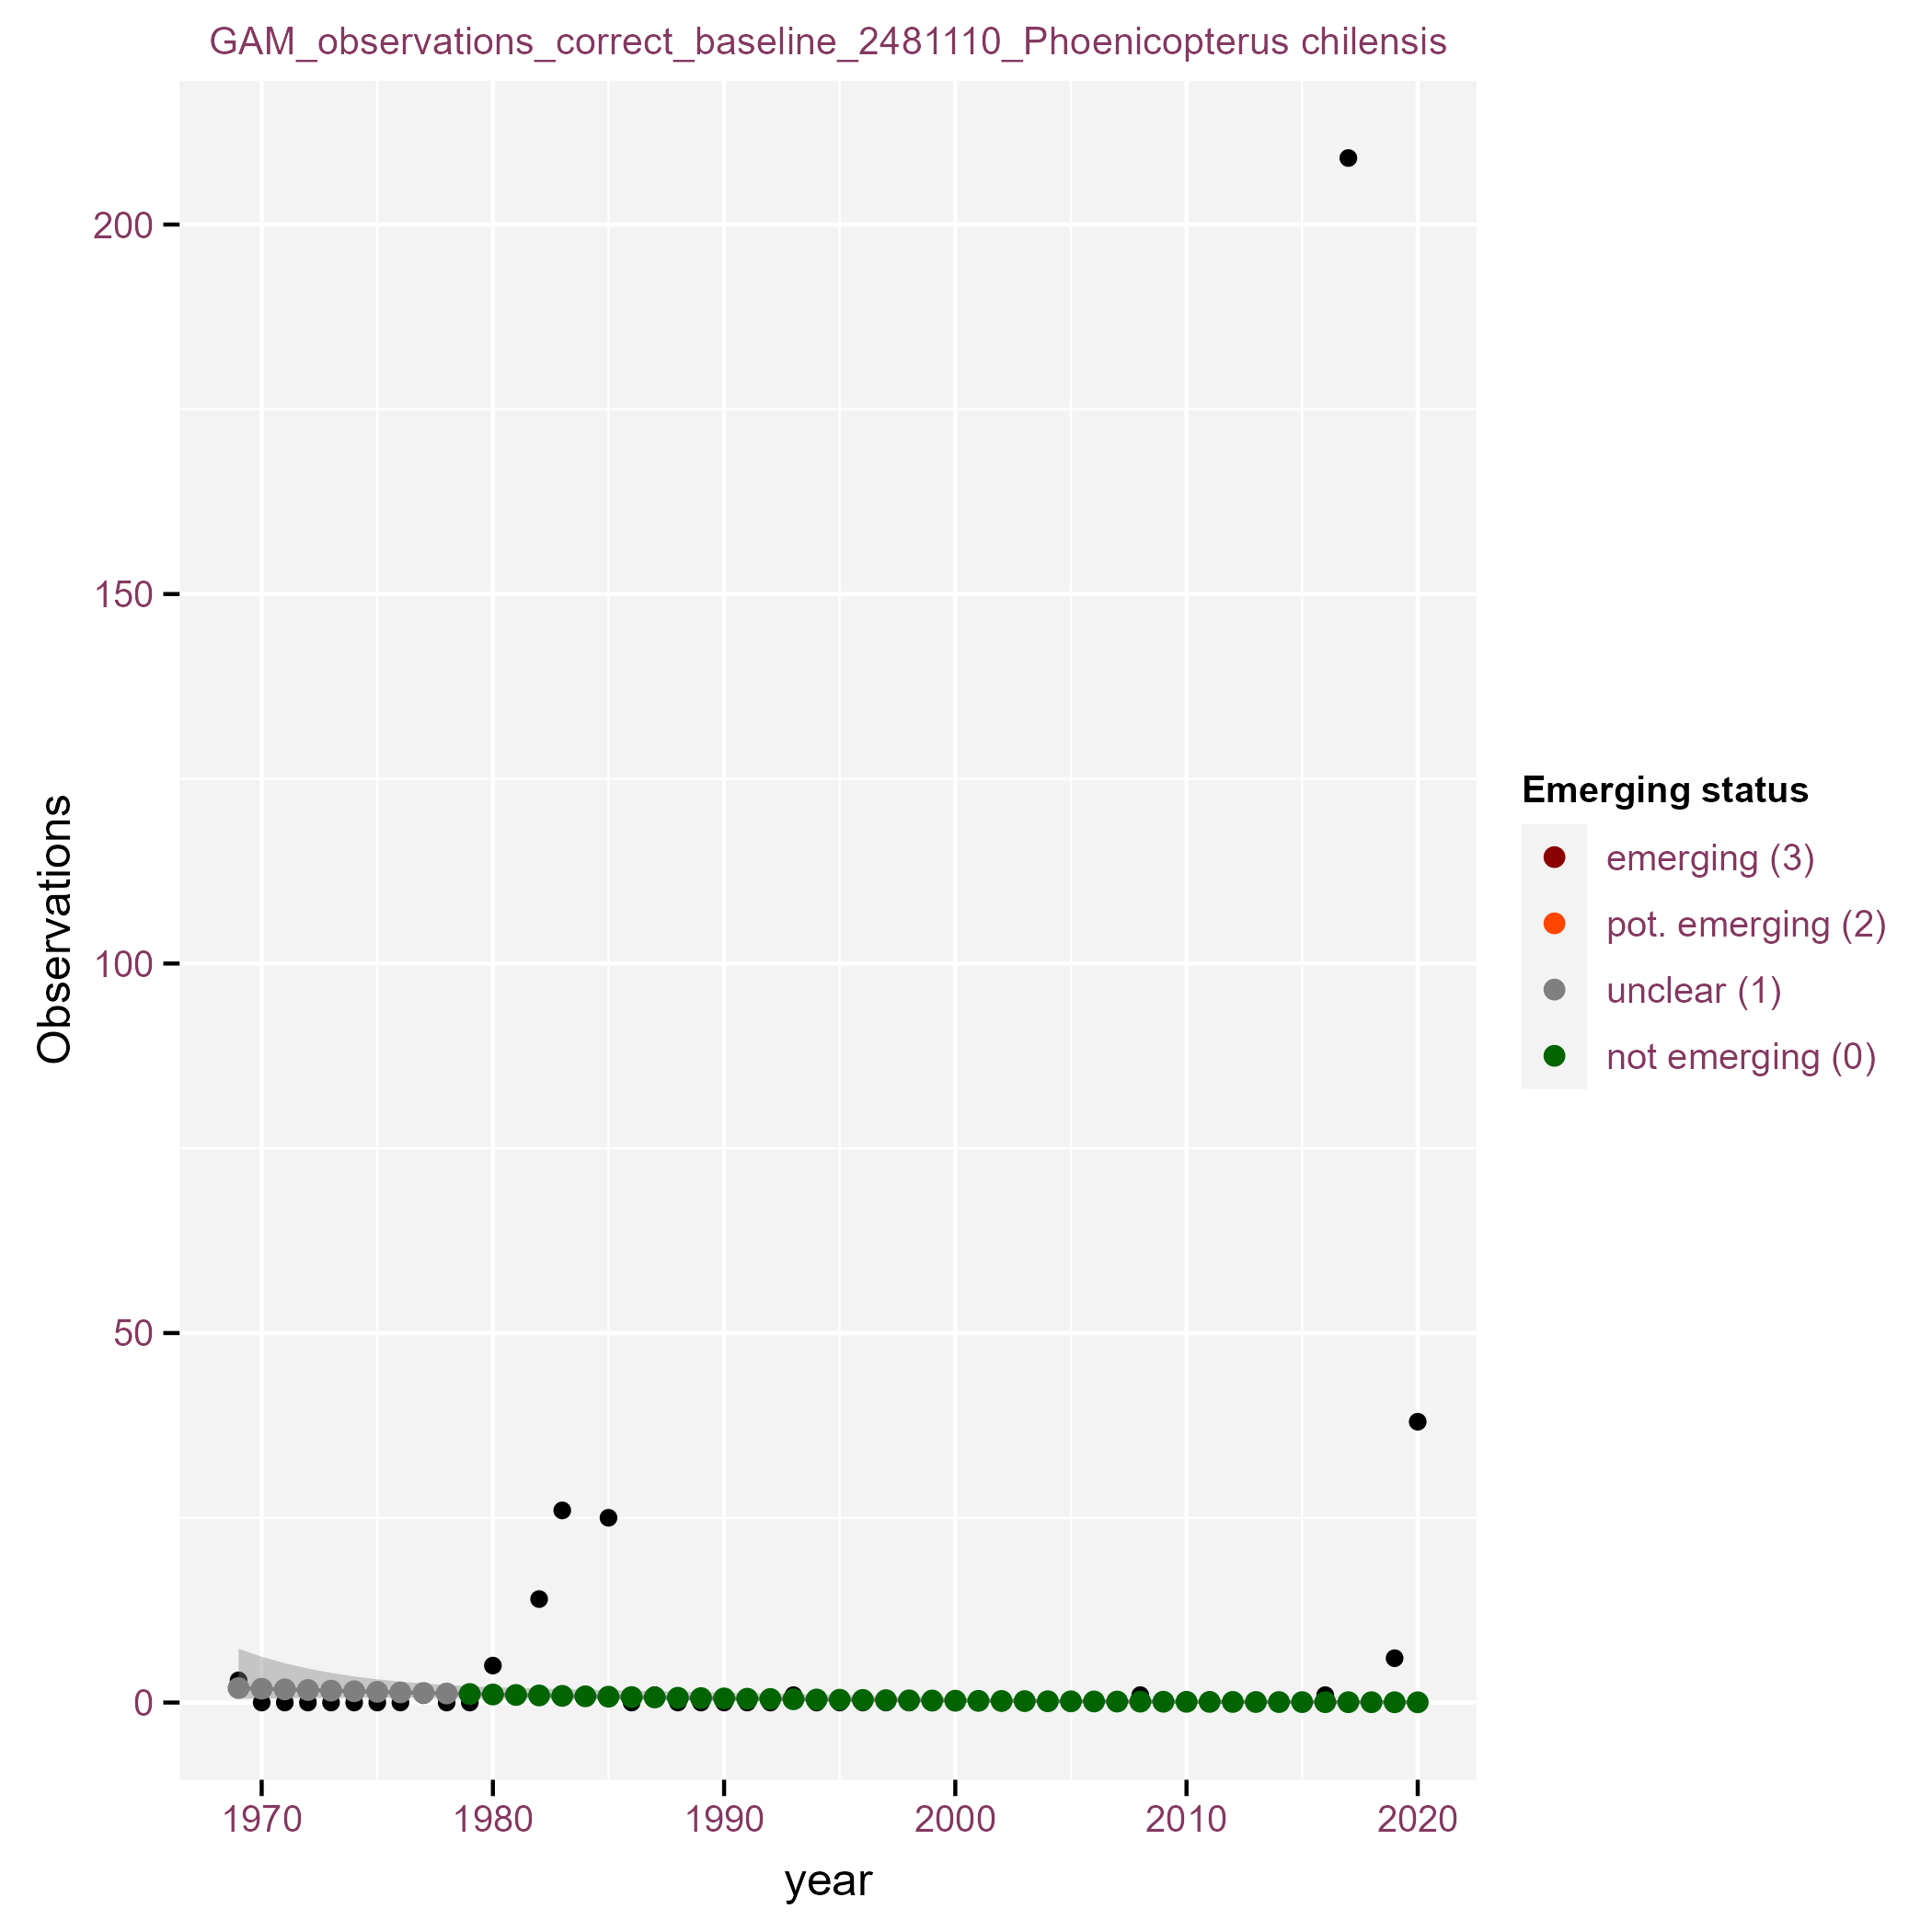 GAM_observations_correct_baseline_2481110_Phoenicopterus chilensis
200
150
100
50
0
Observations
1970 1980 1990 2000 2010 2020
year
Emerging status
emerging (3)
pot. emerging (2)
unclear (1)
not emerging (0)